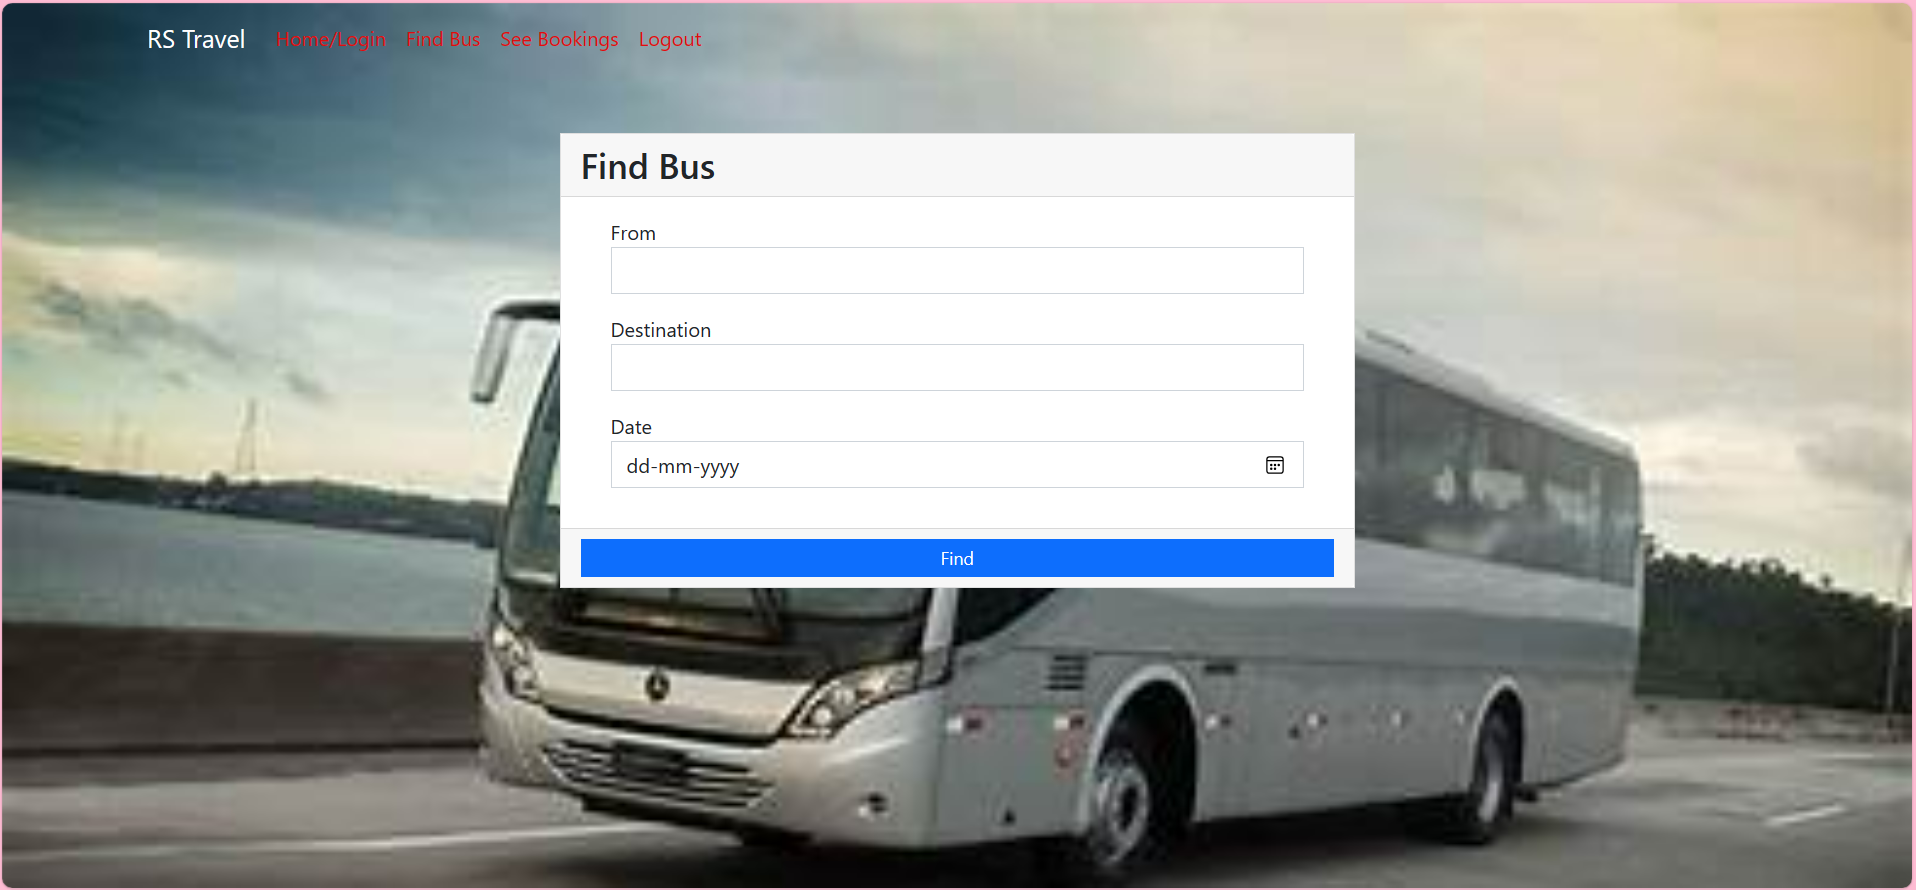 RS Travel Home/Login Find Bus See Bookings Logout
Find Bus
From
Destination
Date
dd-mm-yyyy
Find